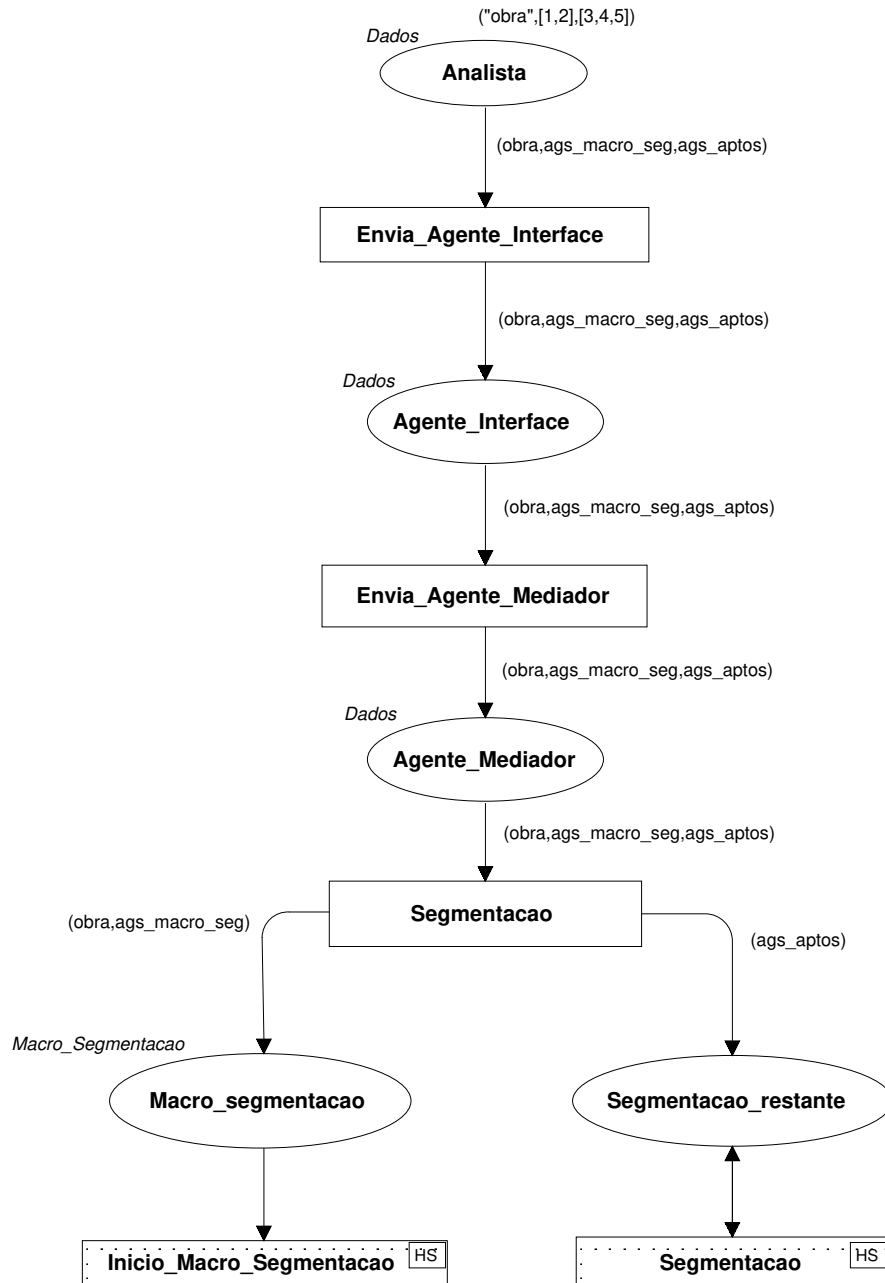 ("obra",[1,2],[3,4,5])
Dados
Analista
(obra,ags_macro_seg,ags_aptos)
Envia_Agente_Interface
(obra,ags_macro_seg,ags_aptos)
Dados
Agente_Interface
(obra,ags_macro_seg,ags_aptos)
Envia_Agente_Mediador
(obra,ags_macro_seg,ags_aptos)
Dados
Agente_Mediador
(obra,ags_macro_seg,ags_aptos)
Segmentacao
(obra,ags_macro_seg)
(ags_aptos)
Macro_Segmentacao
Macro_segmentacao
Segmentacao_restante
Inicio_Macro_Segmentacao
HS
Segmentacao
HS